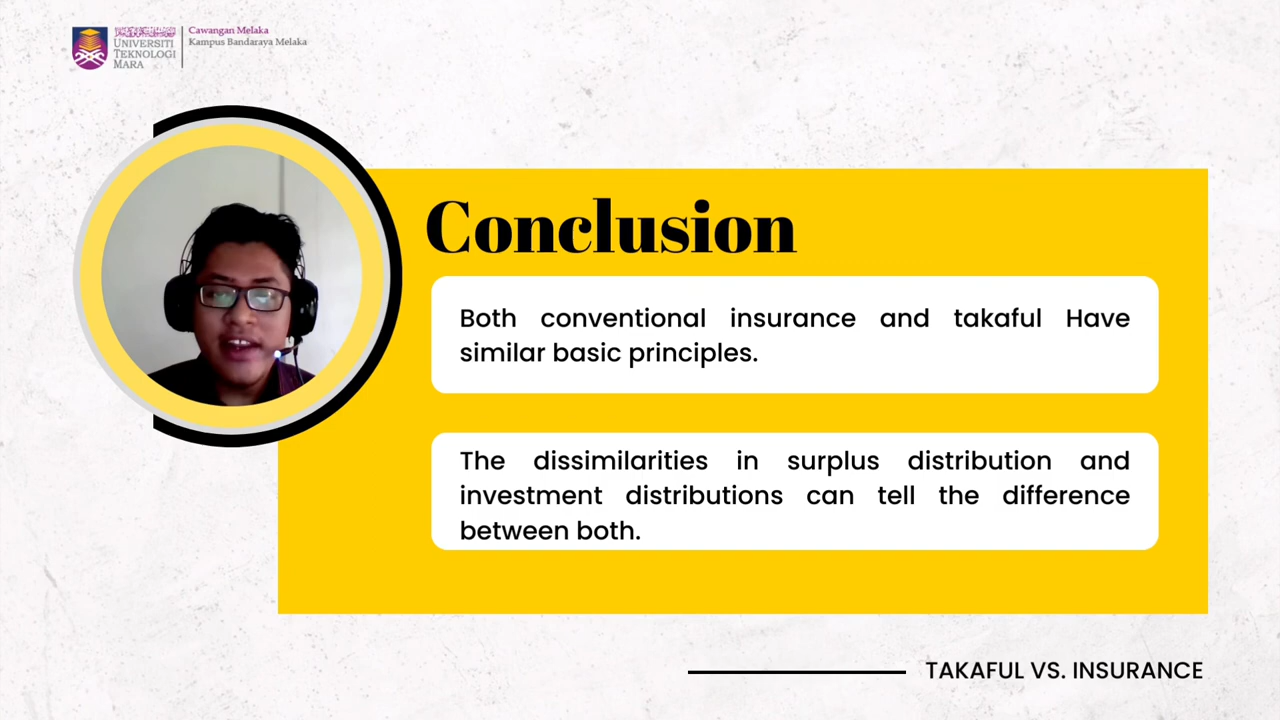 UNIVERSITI
TEKNOLOGI
MARA
Cawangan Melaka
Kampus Bandaraya Melaka
Conclusion
Both conventional insurance and takaful Have
similar basic principles.
The dissimilarities in surplus distribution and
investment distributions can tell the difference
between both.
TAKAFUL VS. INSURANCE